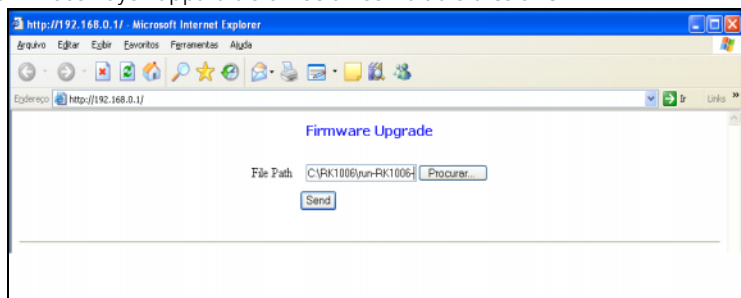 http://192.168.0.1/ - Microsoft Internet Explorer
Arquivo Editar Exibir Favoritos Ferramentas Ajuda
Endereço http://192.168.0.1/ Ir Links »
Firmware Upgrade
File Path C:\RK1006\run-RK1006- Procurar...
Send